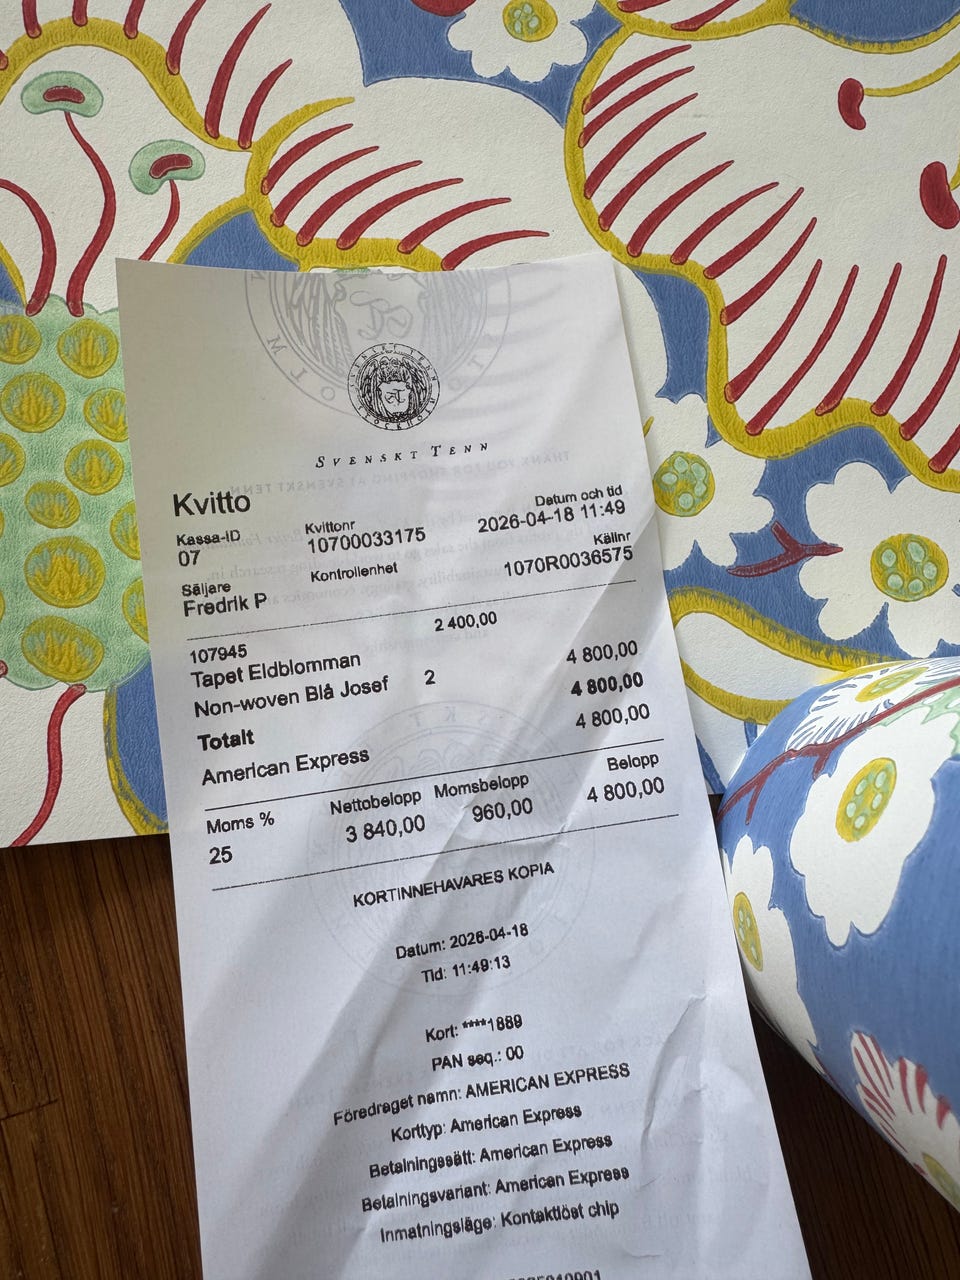 SVENSKT TENN
Kvitto
Kassa-ID Kvittonr Datum och tid
07 10700033175 2026-04-18 11:49
Säljare Kontrollenhet Källnr
Fredrik P 1070R0036575
107945 2 400,00
Tapet Eldblomman
Non-woven Blå Josef 2 4 800,00
Totalt 4 800,00
American Express 4 800,00
Moms % Nettobelopp Momsbelopp Belopp
25 3 840,00 960,00 4 800,00
KORTINNEHAVARES KOPIA
Datum: 2026-04-18
Tid: 11:49:13
Kort: ****1889
PAN seq.: 00
Föredraget namn: AMERICAN EXPRESS
Korttyp: American Express
Betalningssätt: American Express
Betalningsvariant: American Express
Inmatningsläge: Kontaktlöst chip